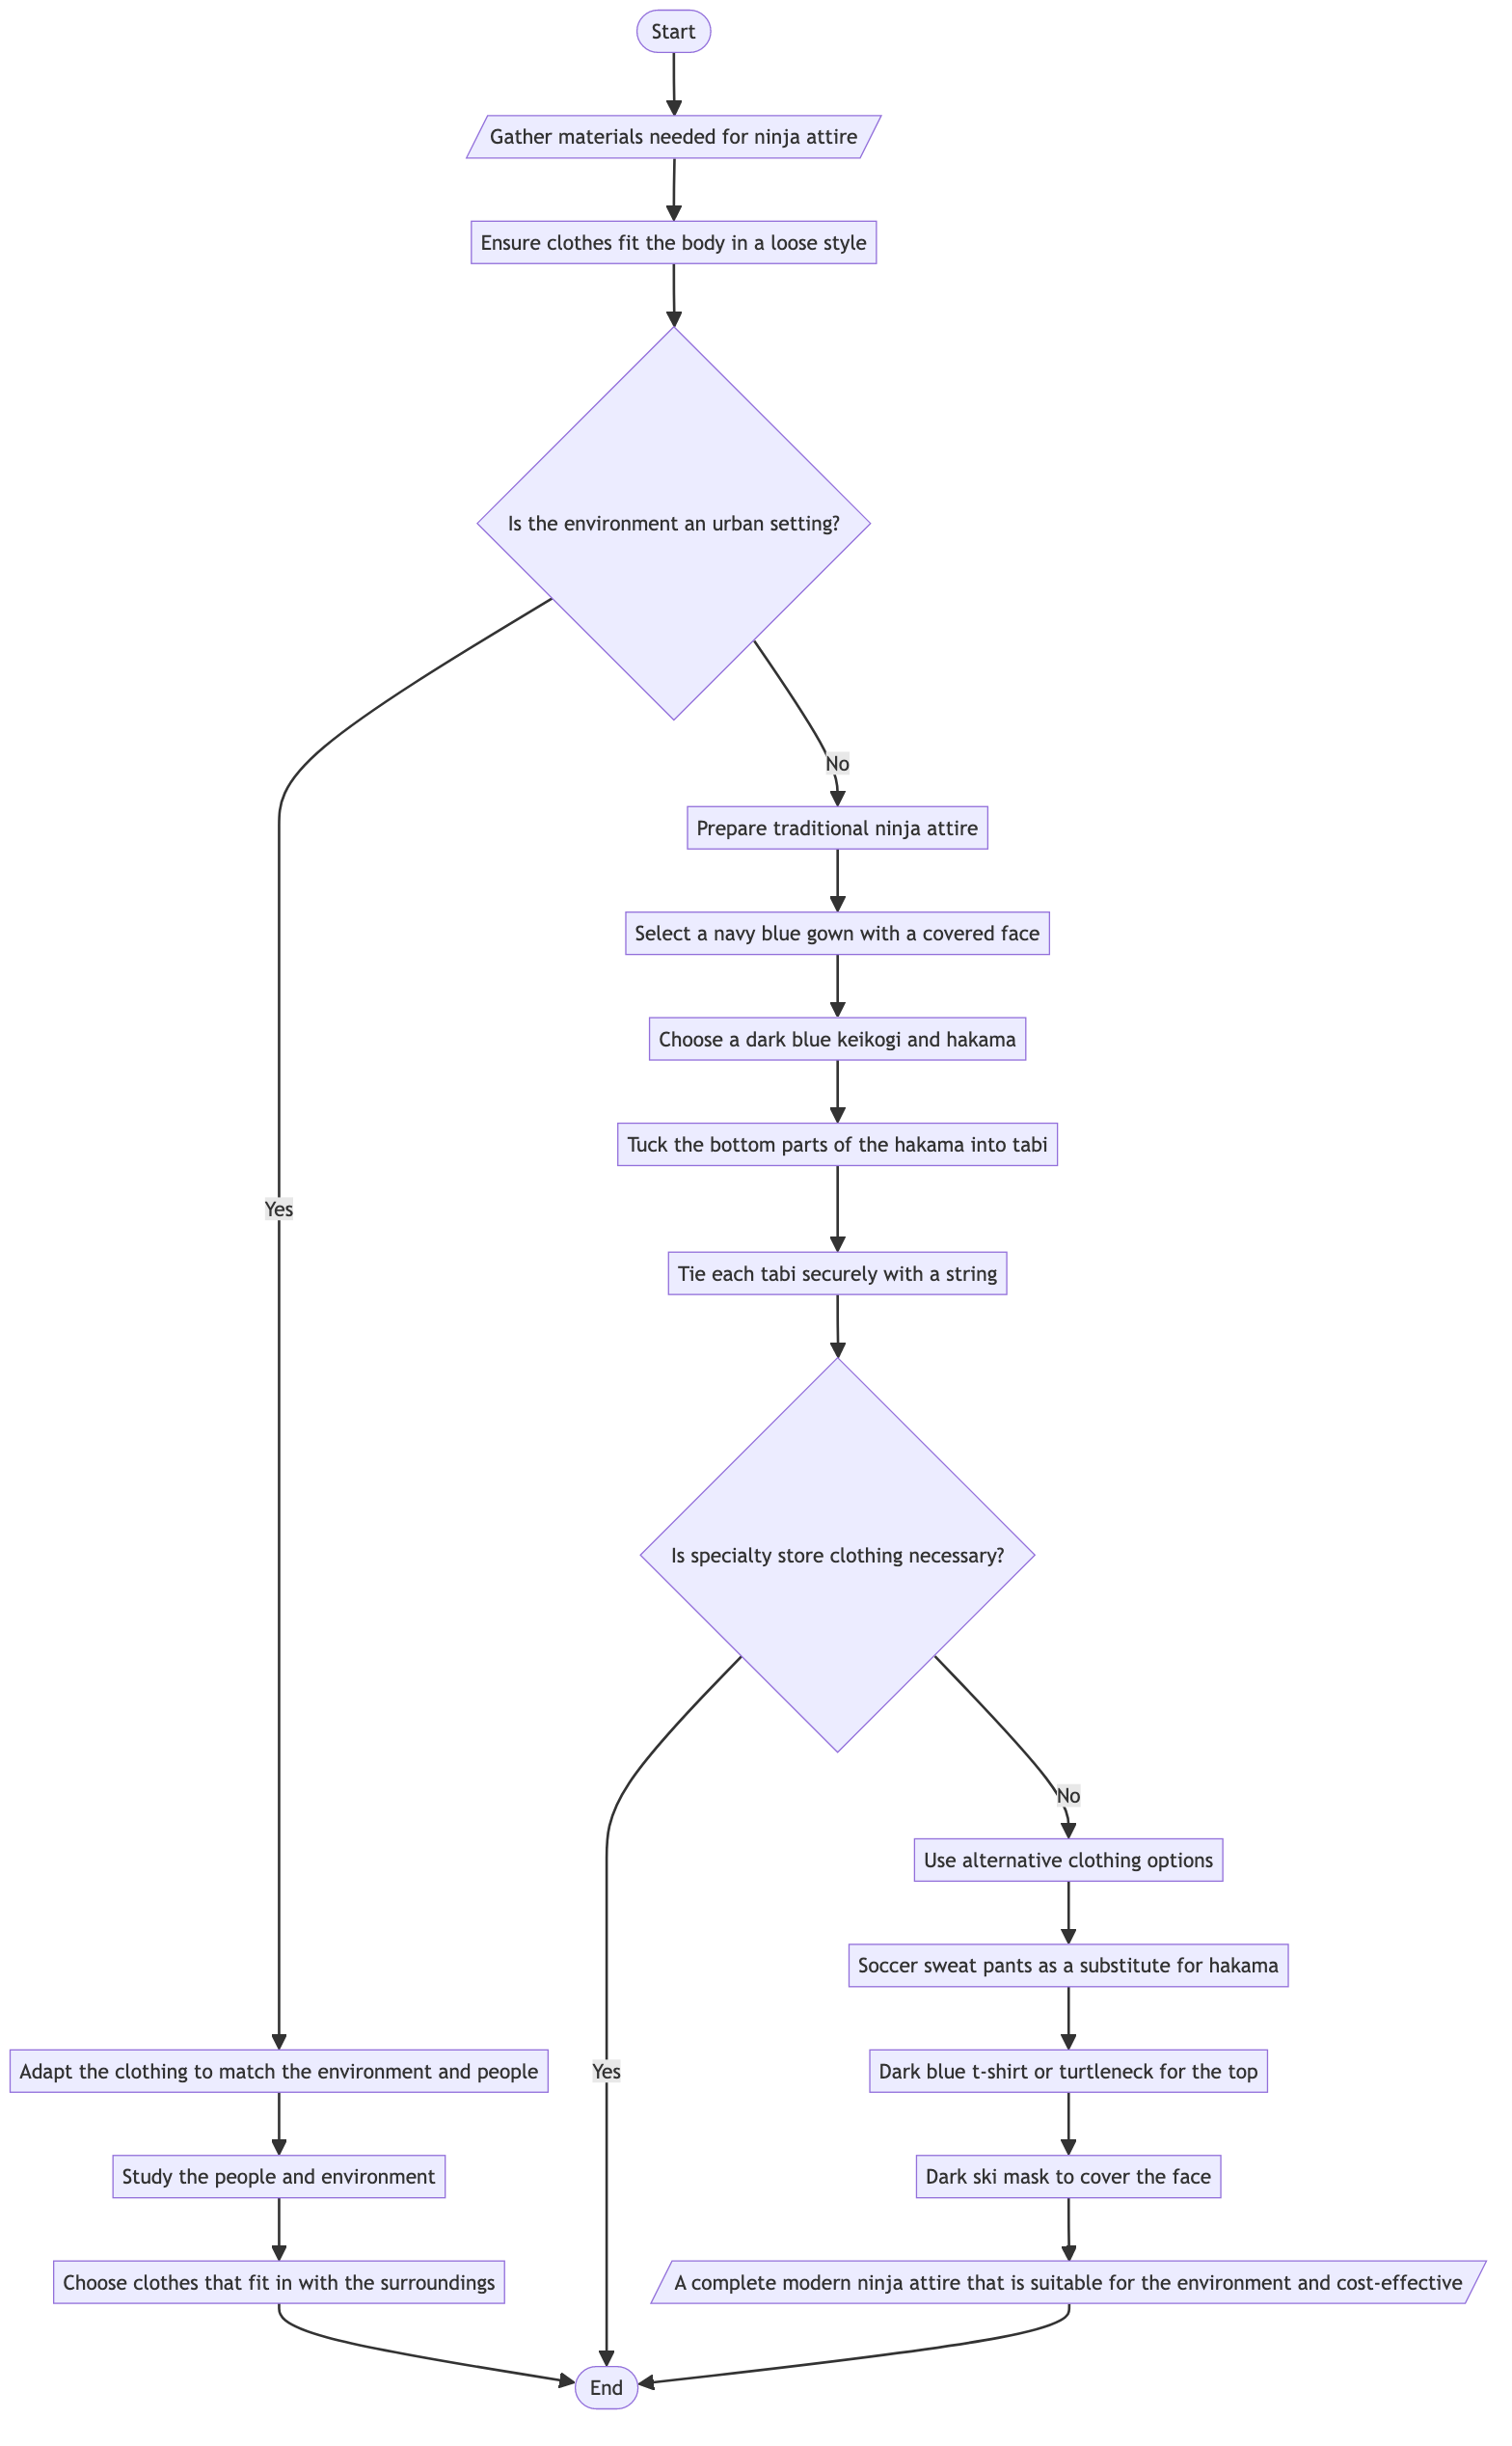 Start
Gather materials needed for ninja attire
Ensure clothes fit the body in a loose style
Is the environment an urban setting?
No
Prepare traditional ninja attire
Select a navy blue gown with a covered face
Choose a dark blue keikogi and hakama
Tuck the bottom parts of the hakama into tabi
Yes
Tie each tabi securely with a string
Is specialty store clothing necessary?
No
Use alternative clothing options
Soccer sweat pants as a substitute for hakama
Adapt the clothing to match the environment and people
Yes
Dark blue t-shirt or turtleneck for the top
Study the people and environment
Dark ski mask to cover the face
Choose clothes that fit in with the surroundings
A complete modern ninja attire that is suitable for the environment and cost-effective
End